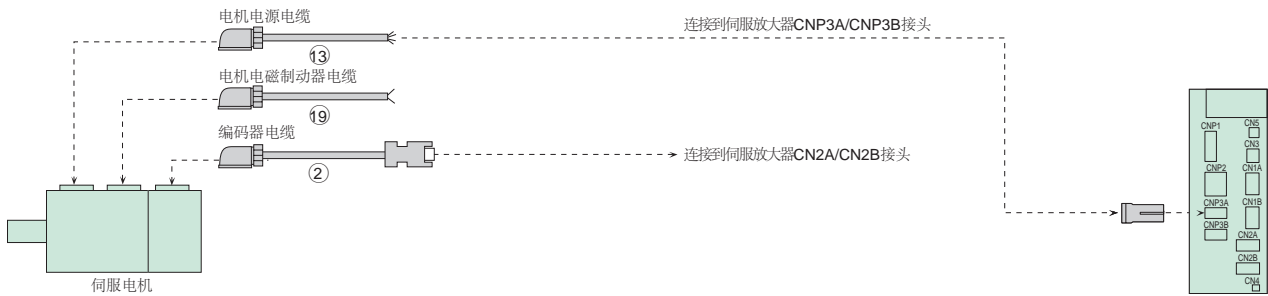 电机电源电缆
⑬
连接到伺服放大器CNP3A/CNP3B接头
电机电磁制动器电缆
⑲
编码器电缆
②
连接到伺服放大器CN2A/CN2B接头
伺服电机
CNP1
CN5
CN3
CNP2
CN1A
CNP3A
CN1B
CNP3B
CN2A
CN2B
CN4